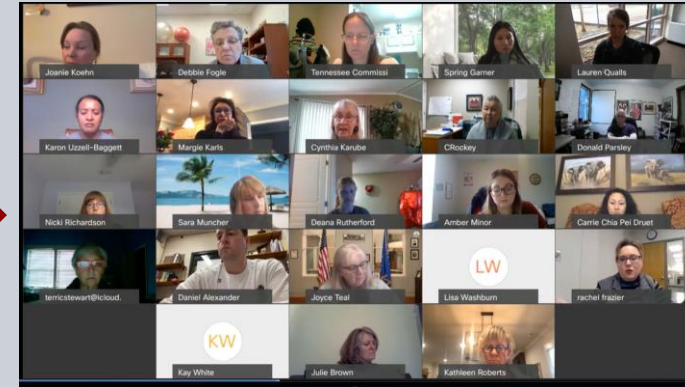 Joanie Koehn
Debbie Fogle
Tennessee Commissi
Spring Garner
Lauren Qualls
Karon Uzzell-Baggett
Margie Karls
Cynthia Karube
CRockey
Donald Parsley
Nicki Richardson
Sara Muncher
Deana Rutherford
Amber Minor
Carrie Chia Pei Druet
terricstewart@icloud.
Daniel Alexander
Joyce Teal
LW
Lisa Washburn
rachel frazier
KW
Kay White
Julie Brown
Kathleen Roberts